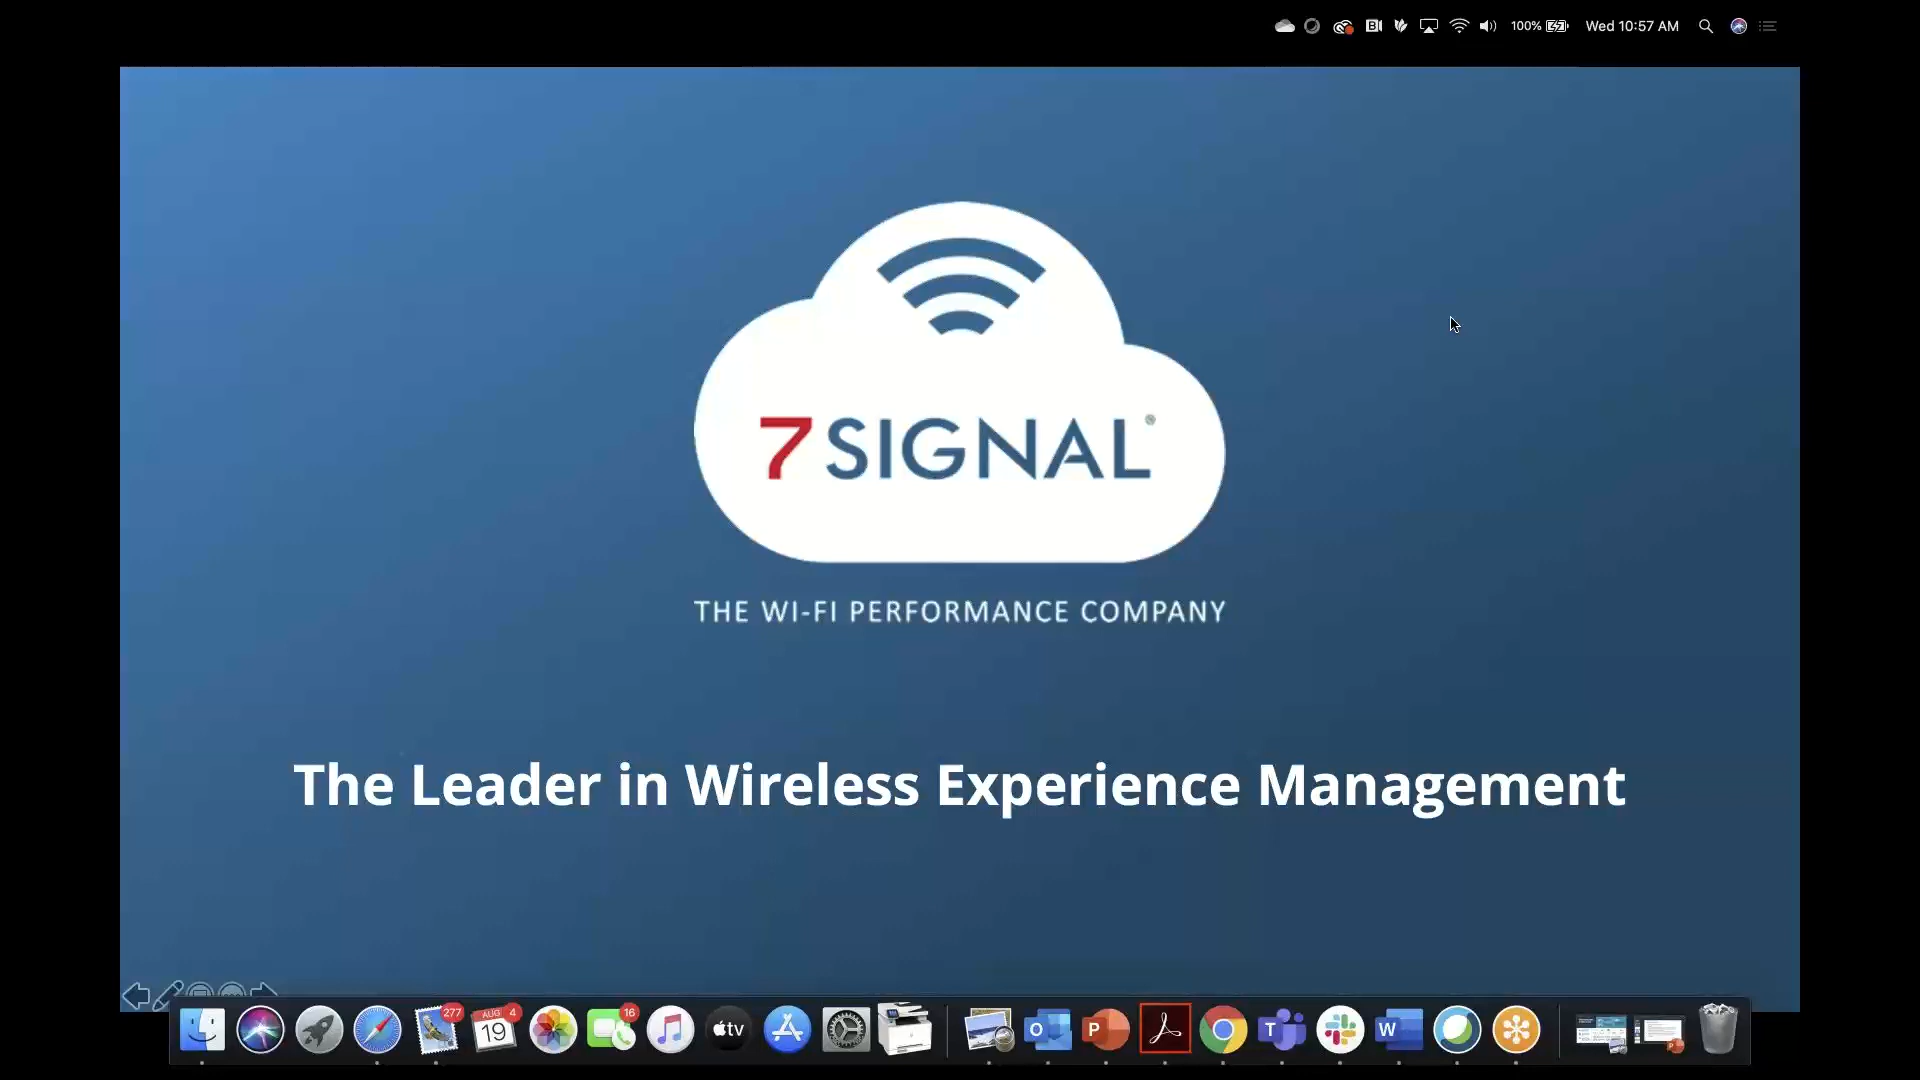 100% Wed 10:57 AM
7SIGNAL®
THE WI-FI PERFORMANCE COMPANY
The Leader in Wireless Experience Management
277
AUG 4
19
16
tv
O
P
T
W